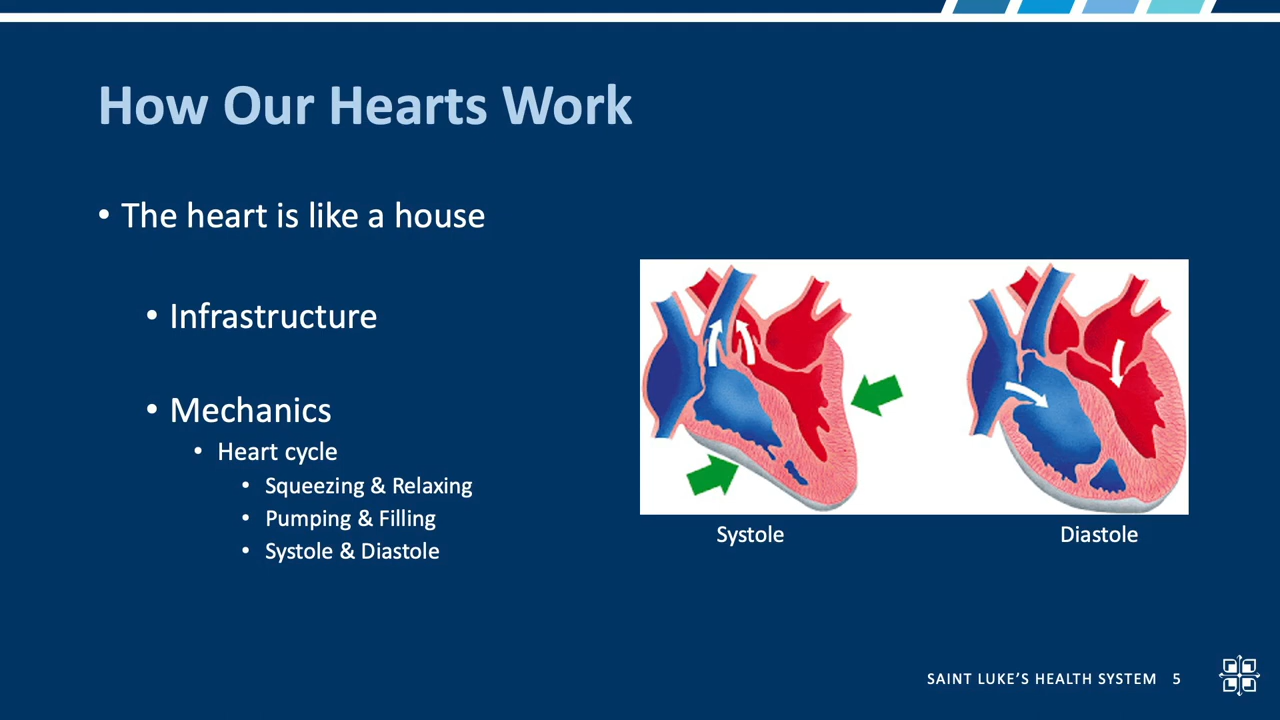 How Our Hearts Work
• The heart is like a house
• Infrastructure
• Mechanics
• Heart cycle
• Squeezing & Relaxing
• Pumping & Filling
• Systole & Diastole
Systole
Diastole
SAINT LUKE'S HEALTH SYSTEM 5